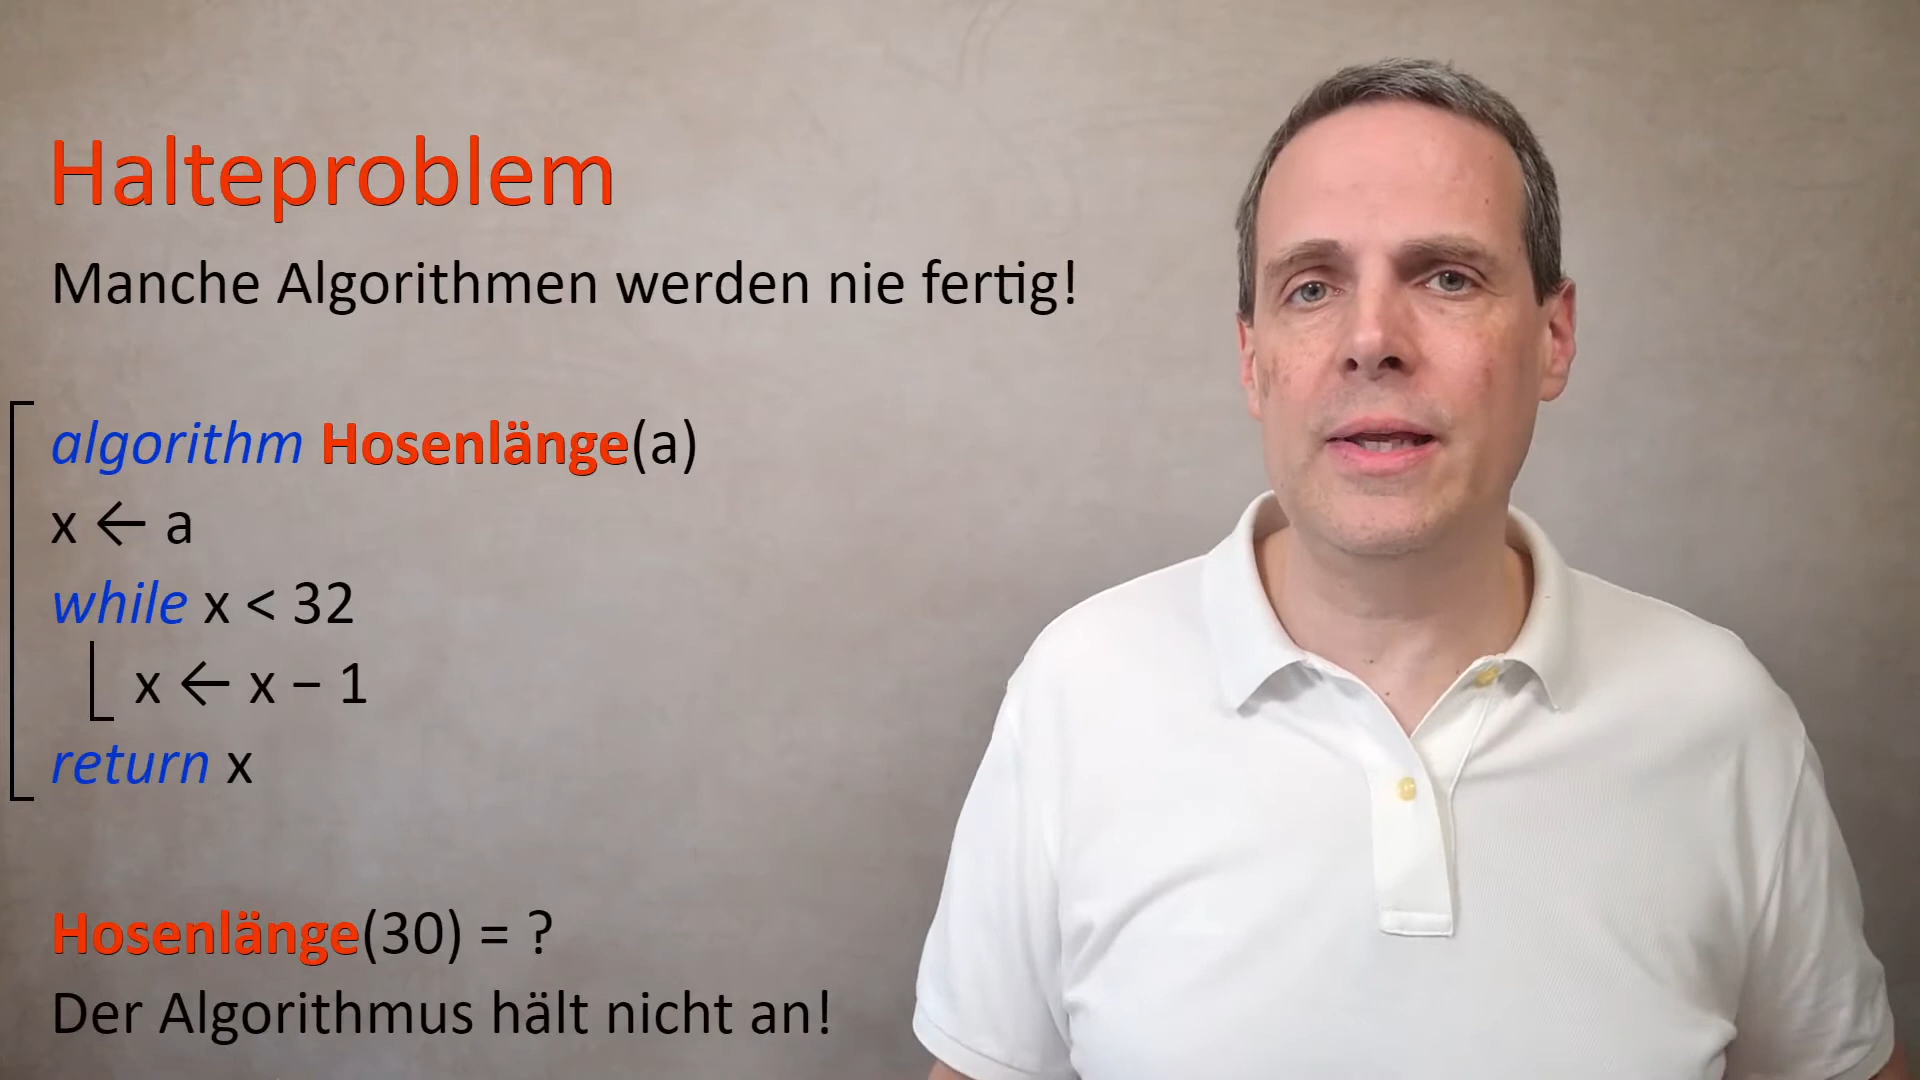 Halteproblem
Manche Algorithmen werden nie fertig!
algorithm Hosenlänge(a)
x ← a
while x < 32
x ← x − 1
return x
Hosenlänge(30) = ?
Der Algorithmus hält nicht an!